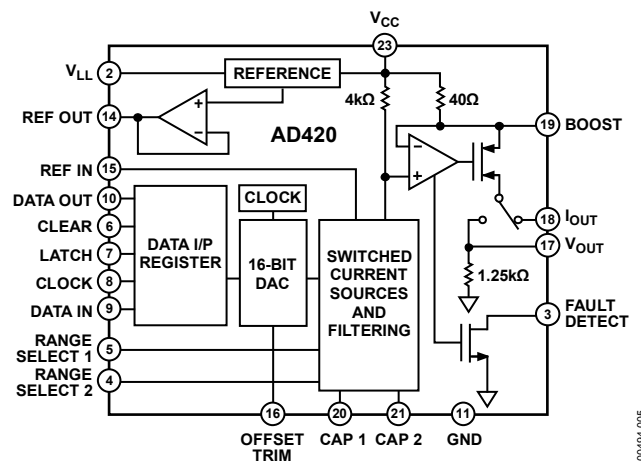 VCC
23
VLL
2
REFERENCE
4kΩ
40Ω
REF OUT
14
+
−
AD420
19
BOOST
−
+
REF IN
15
DATA OUT
10
CLEAR
6
LATCH
7
CLOCK
8
DATA IN
9
DATA I/P
REGISTER
CLOCK
16-BIT
DAC
SWITCHED
CURRENT
SOURCES
AND
FILTERING
18
IOUT
17
VOUT
1.25kΩ
3
FAULT
DETECT
RANGE
SELECT 1
5
RANGE
SELECT 2
4
16
20
21
11
OFFSET
TRIM
CAP 1
CAP 2
GND
00494-005